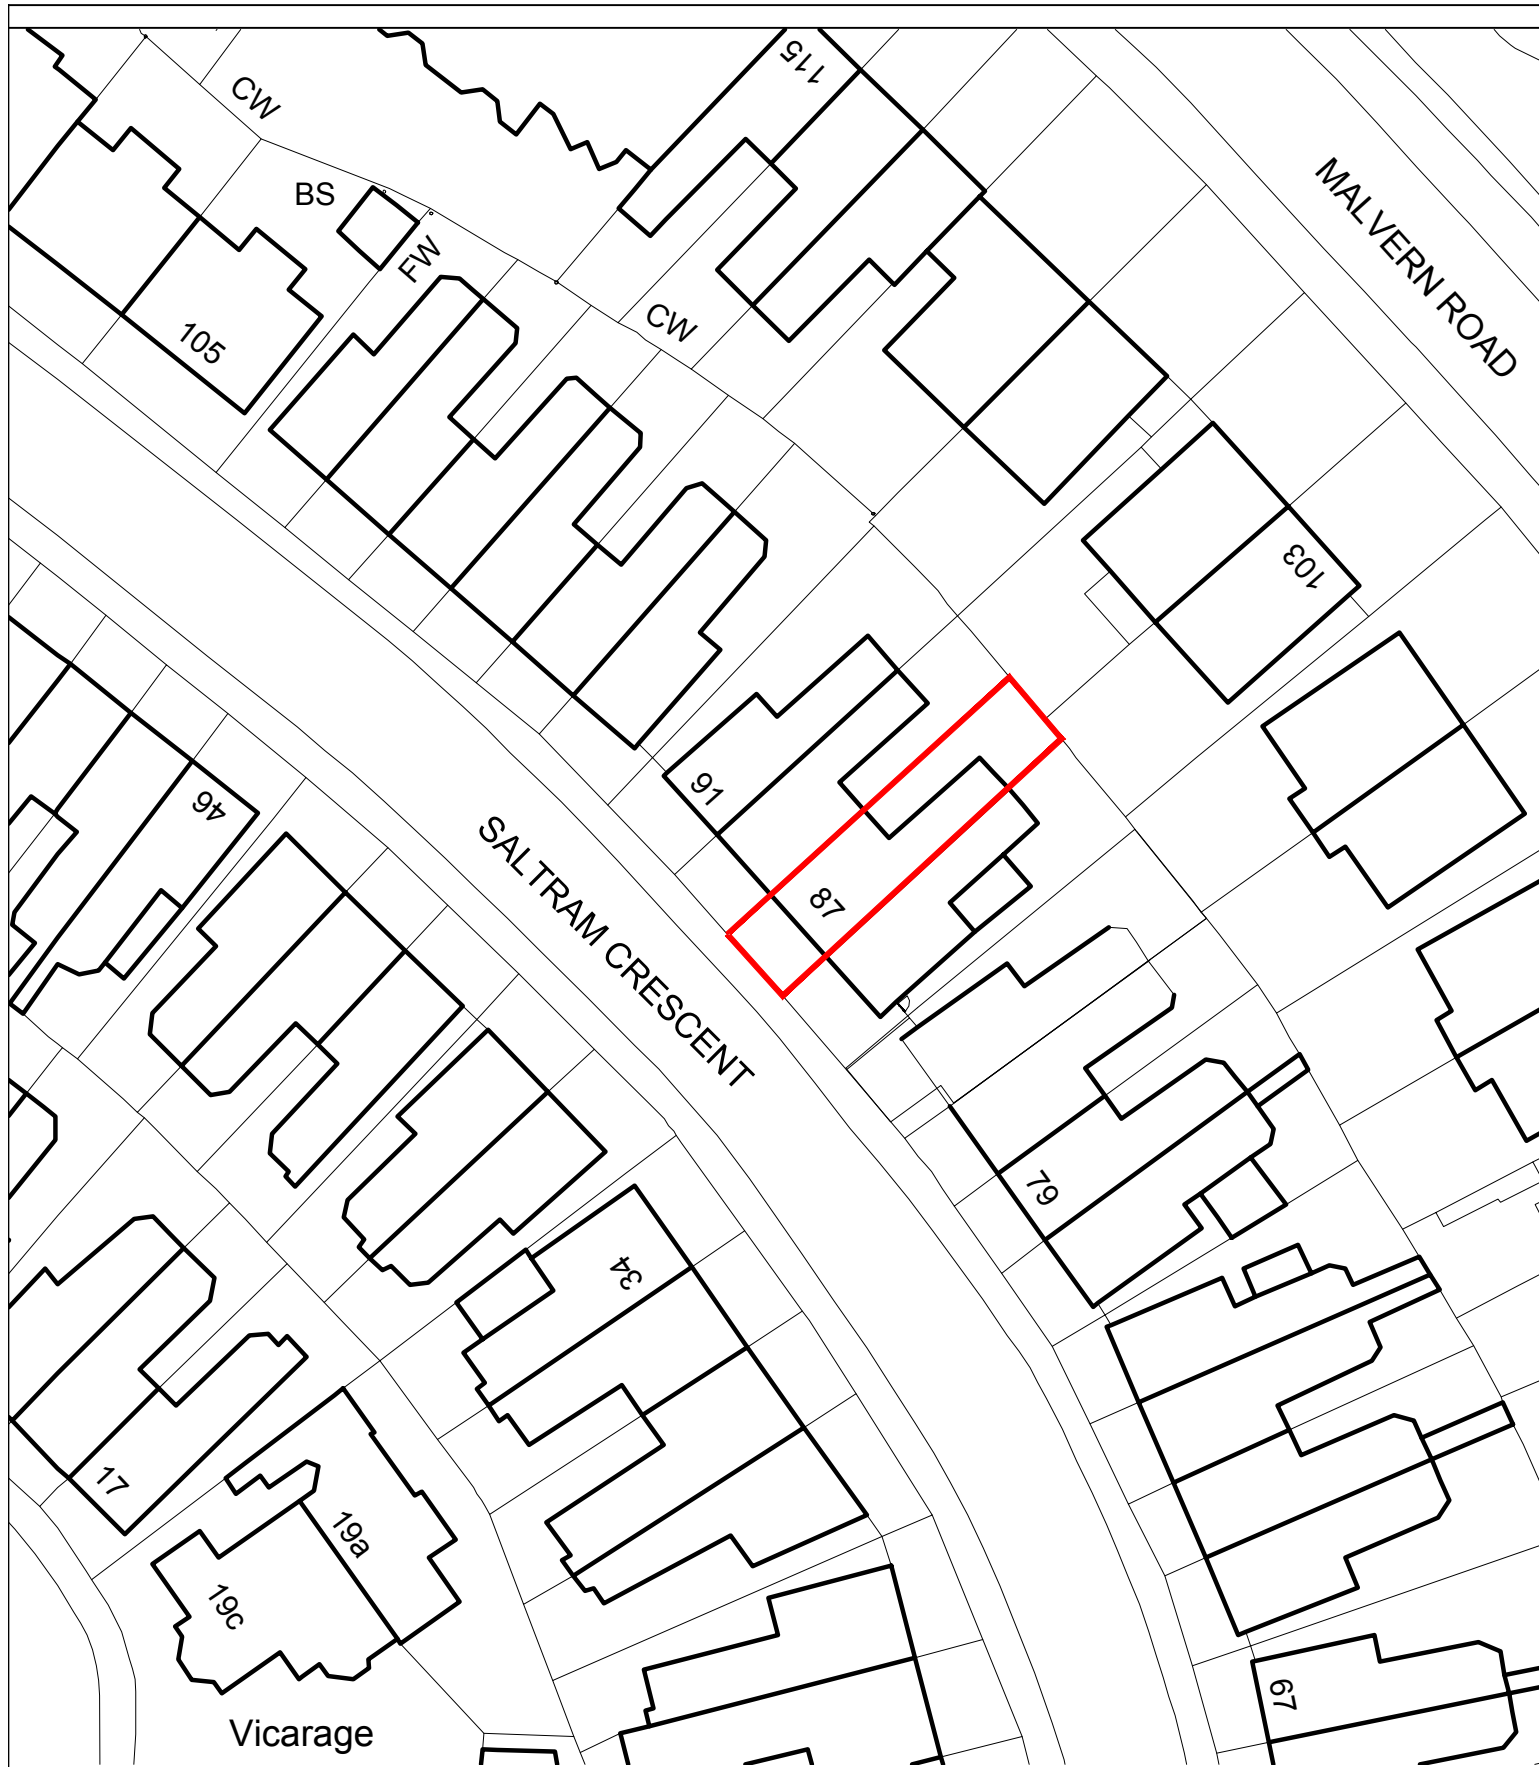 115
CW
BS
FW
MALVERN ROAD
CW
105
103
91
46
SALTRAM CRESCENT
87
79
34
17
19a
19c
67
Vicarage